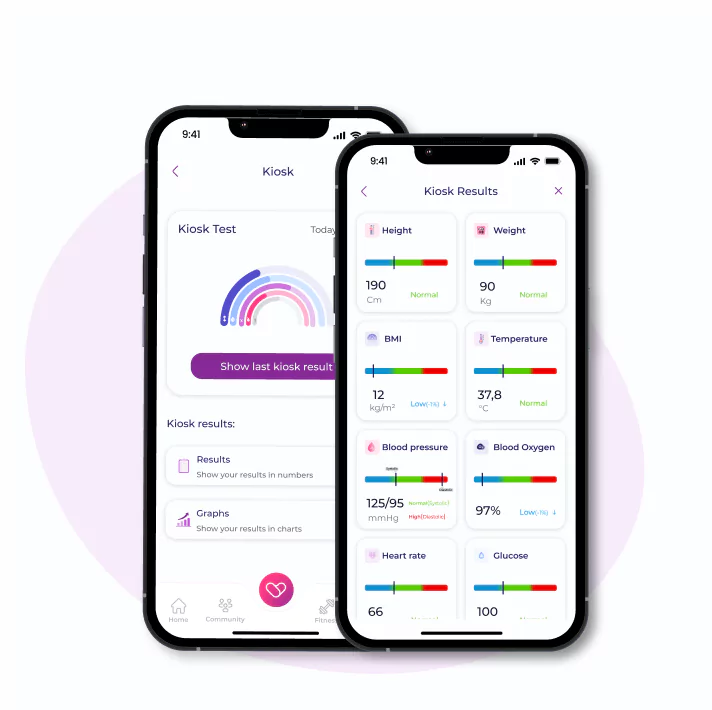 9:41
Kiosk
Kiosk Test
Today
Show last kiosk result
Kiosk results:
Results
Show your results in numbers
Graphs
Show your results in charts
Home
Community
Fitnes
9:41
Kiosk Results
Height
190
Cm
Normal
Weight
90
Kg
Normal
BMI
12
kg/m²
Low(-1%) ↓
Temperature
37,8
°C
Normal
Blood pressure
125/95
mmHg
Normal(Systolic)
High(Diastolic)
Blood Oxygen
97%
Low(-1%) ↓
Heart rate
66
Glucose
100